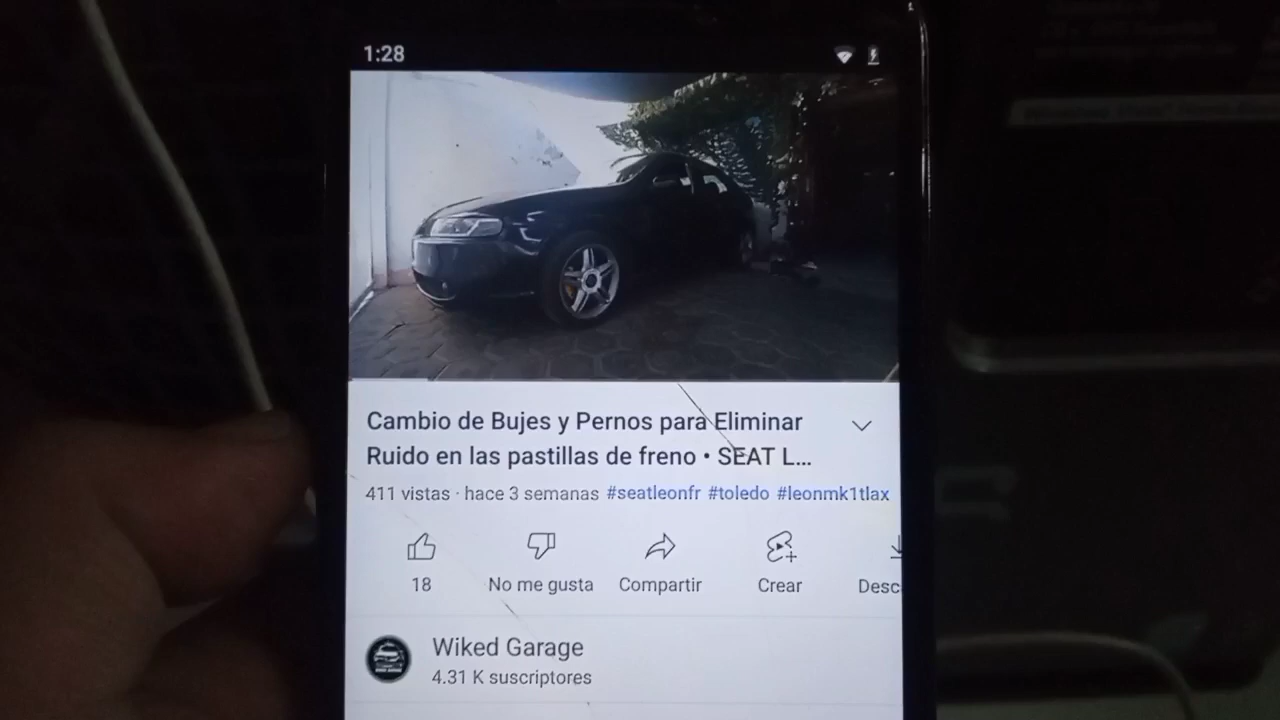 1:28
Cambio de Bujes y Pernos para Eliminar
Ruido en las pastillas de freno • SEAT L...
411 vistas · hace 3 semanas #seatleonfr #toledo #leonmk1tlax
18
No me gusta
Compartir
Crear
Desc
Wiked Garage
4.31 K suscriptores